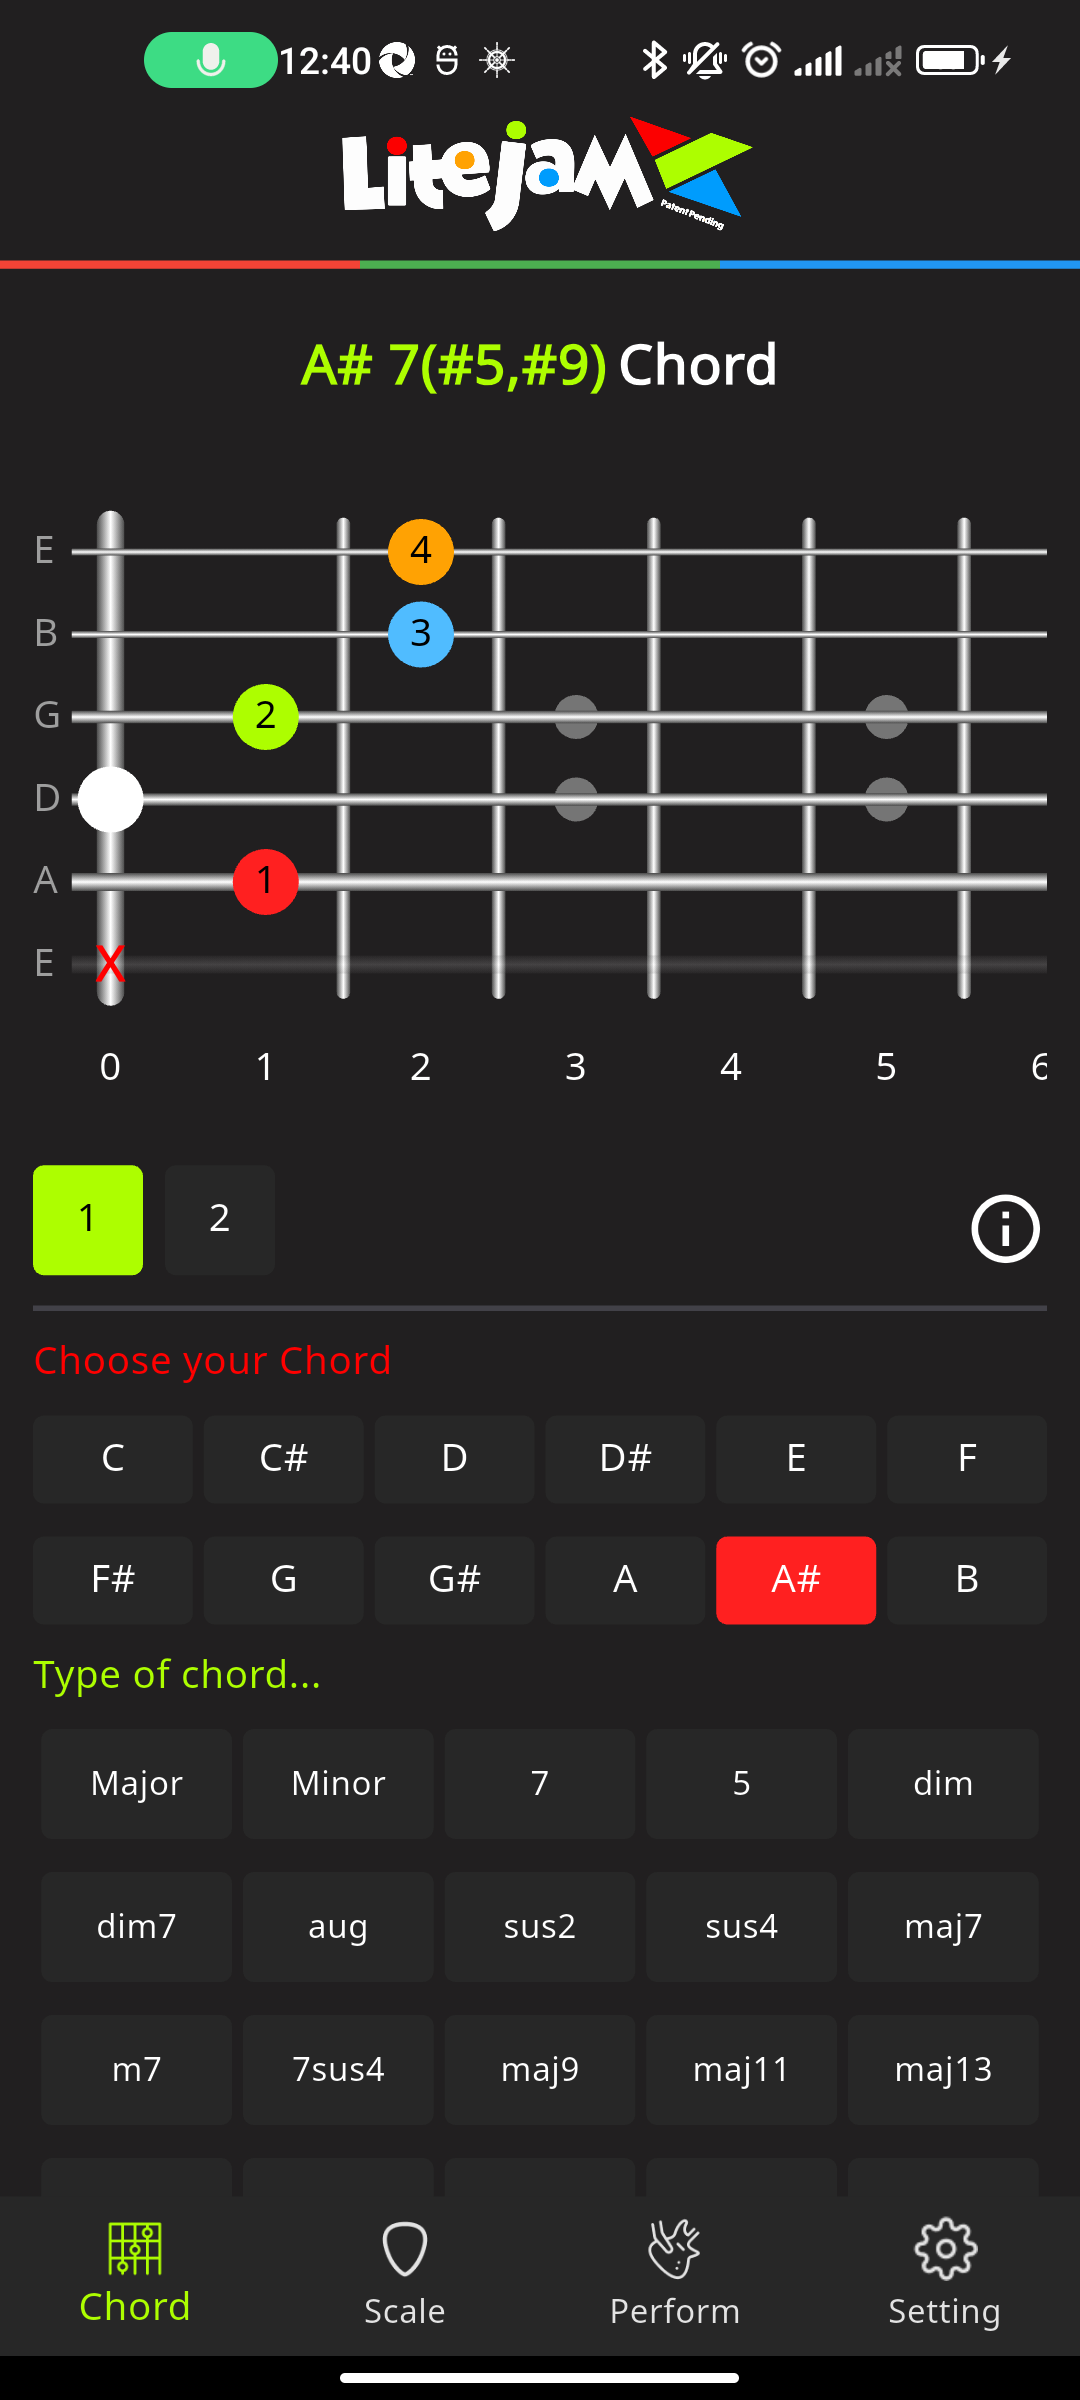 12:40
Litejam
Patent Pending
A# 7(#5,#9) Chord
E
4
B
3
G
2
D
A
1
E X
0 1 2 3 4 5 6
1 2
Choose your Chord
C C# D D# E F
F# G G# A A# B
Type of chord...
Major Minor 7 5 dim
dim7 aug sus2 sus4 maj7
m7 7sus4 maj9 maj11 maj13
Chord Scale Perform Setting